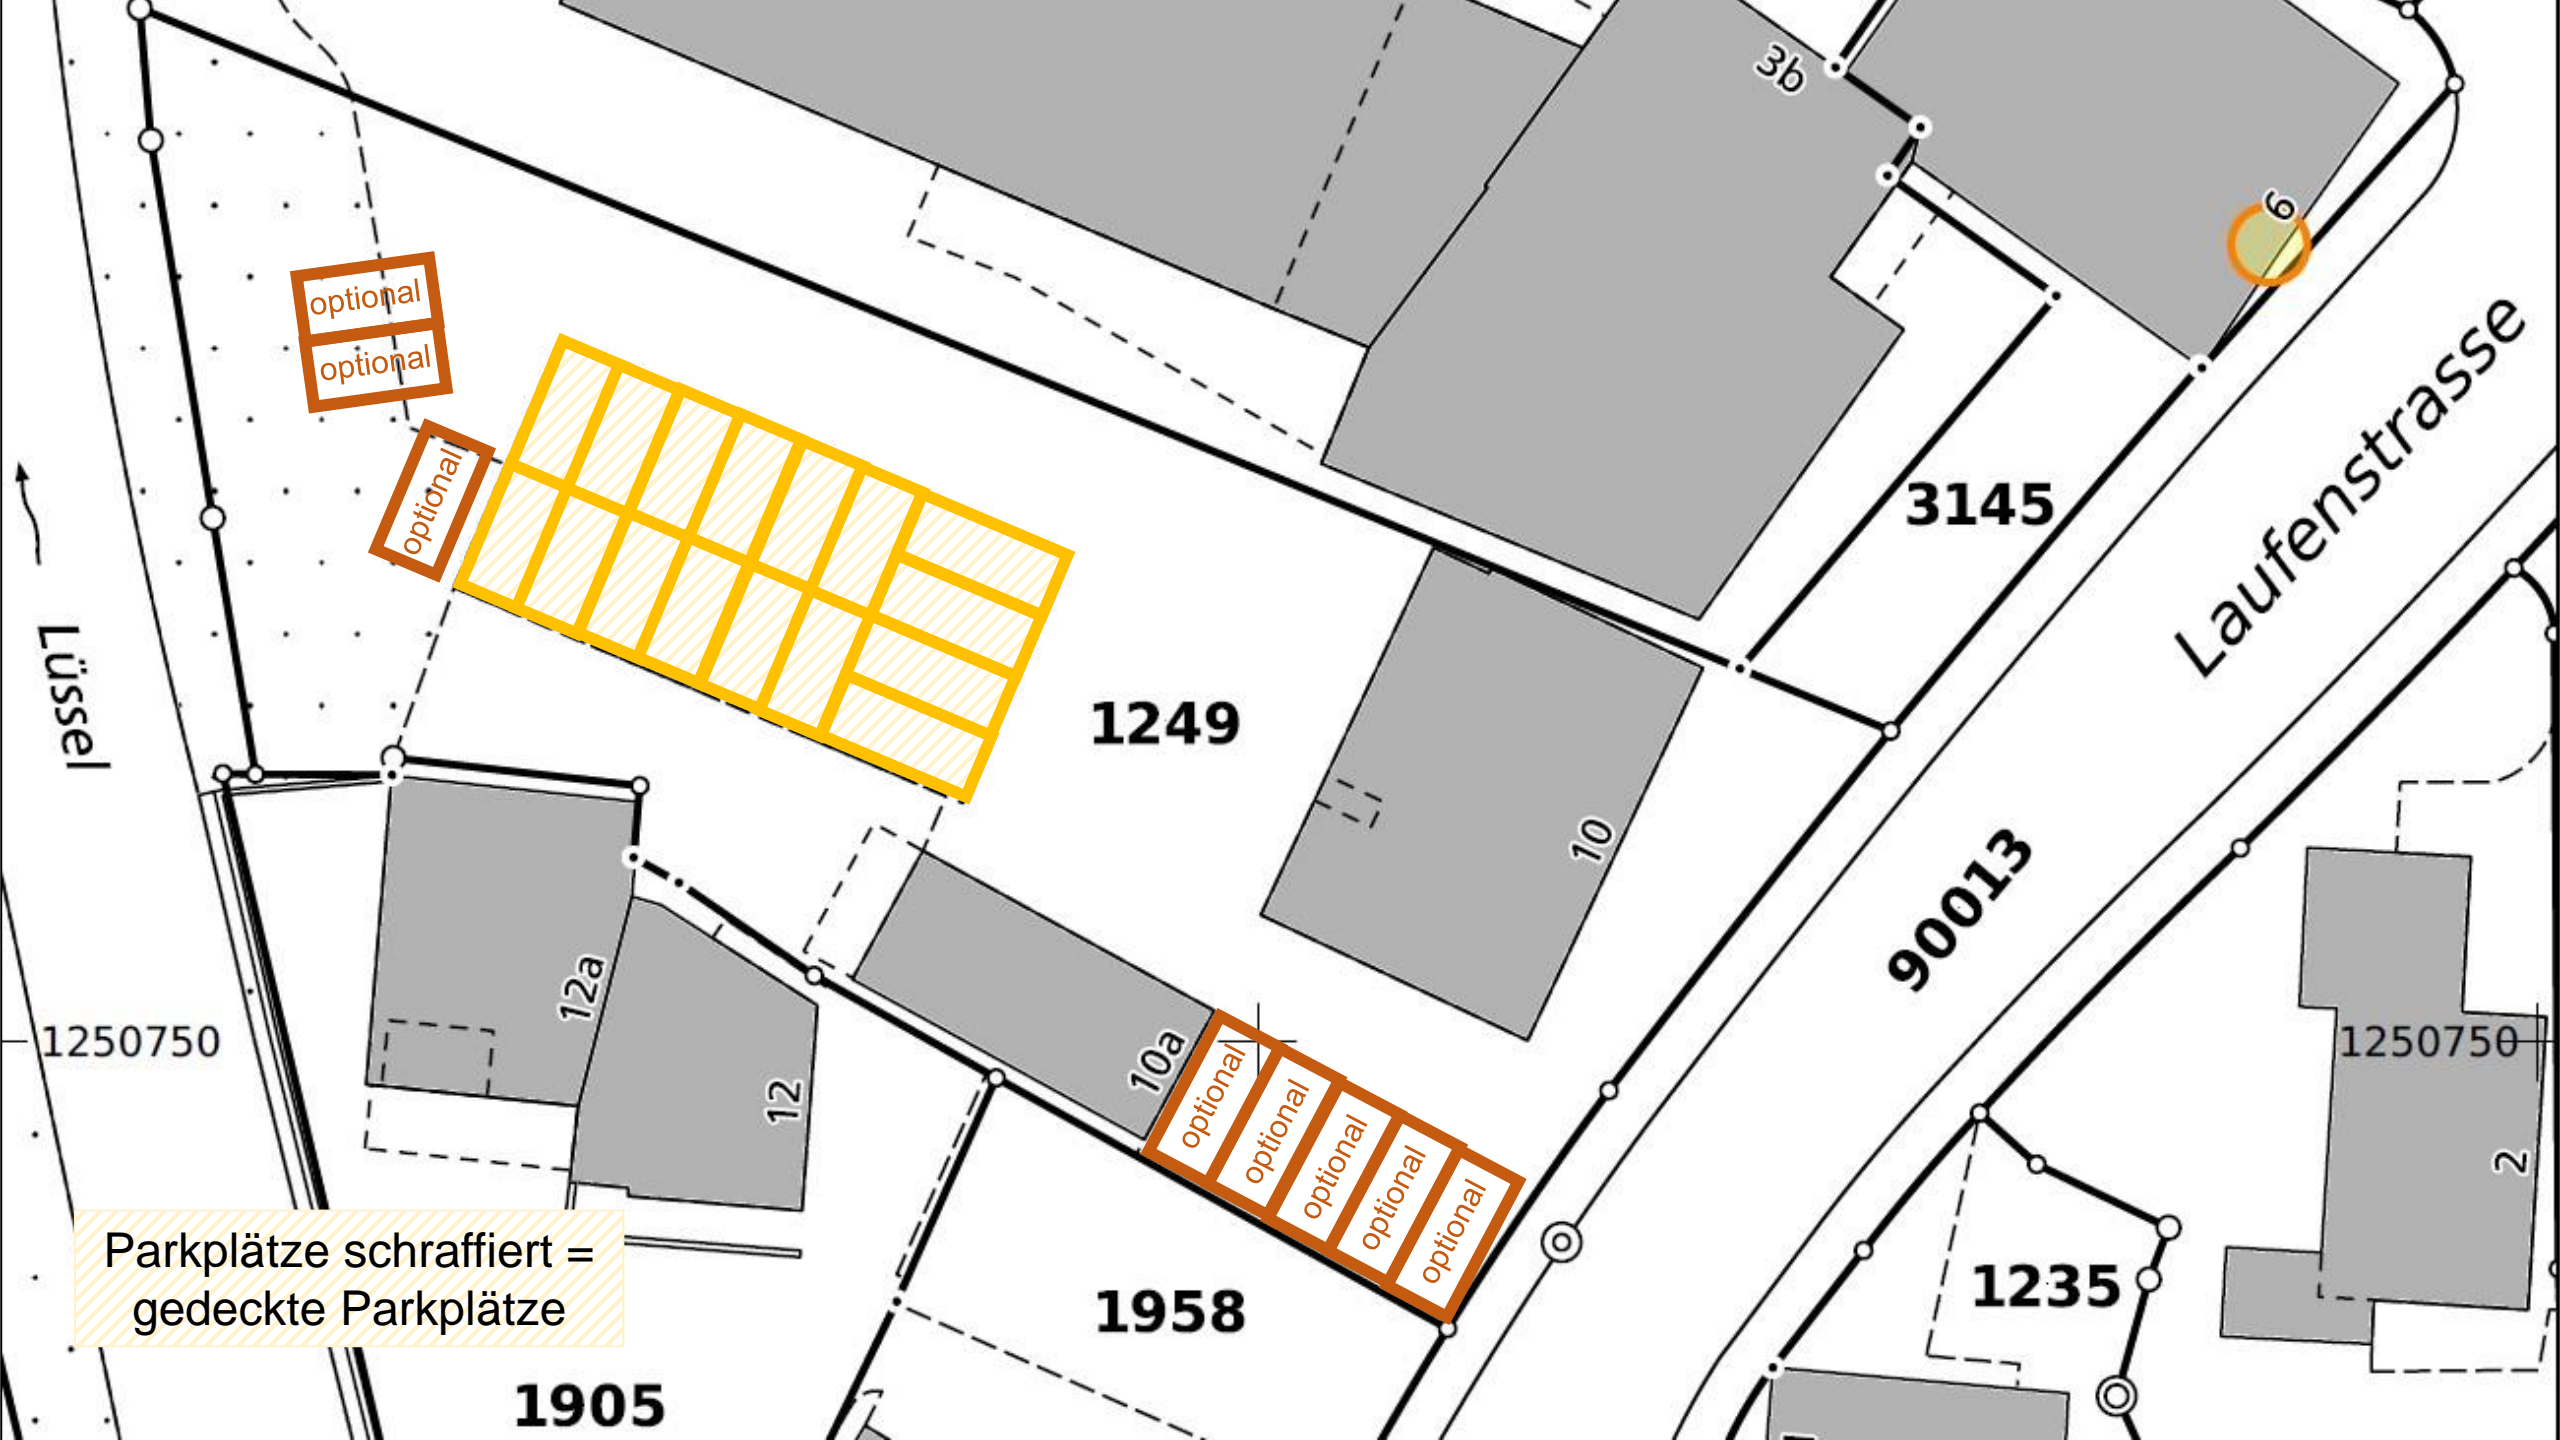 3b
6
optional
optional
optional
3145
Laufenstrasse
Lüssel
1249
10
90013
12a
10a
12
1250750
1250750
optional
optional
optional
optional
optional
2
Parkplätze schraffiert =
gedeckte Parkplätze
1958
1235
1905